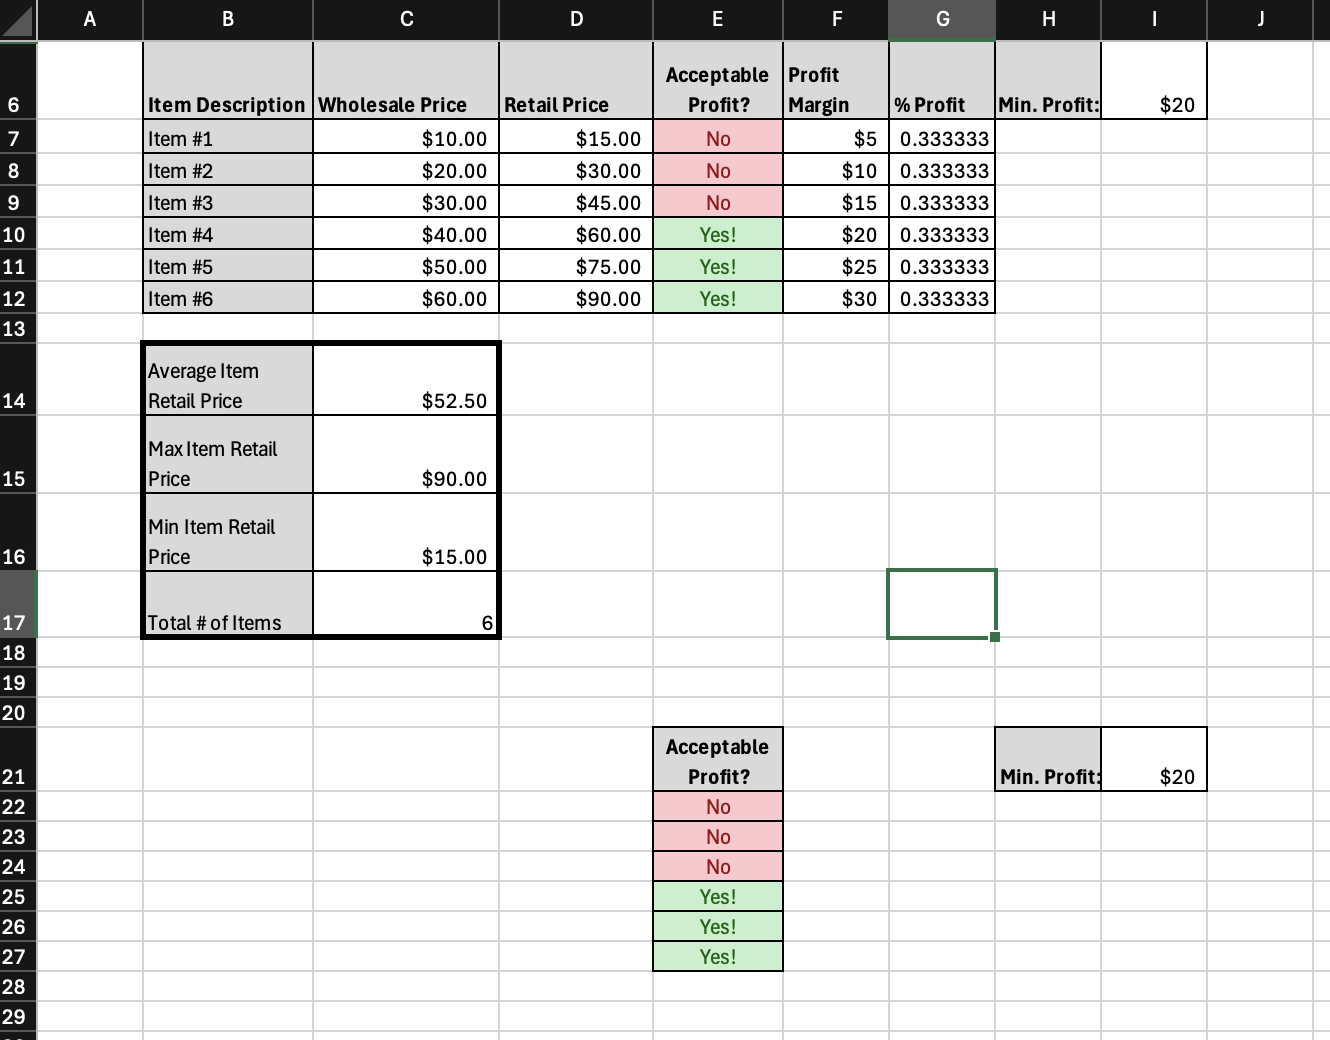 A B C D E F G H I J
6 Item Description Wholesale Price Retail Price Acceptable Profit? Profit Margin % Profit Min. Profit: $20
7 Item #1 $10.00 $15.00 No $5 0.333333
8 Item #2 $20.00 $30.00 No $10 0.333333
9 Item #3 $30.00 $45.00 No $15 0.333333
10 Item #4 $40.00 $60.00 Yes! $20 0.333333
11 Item #5 $50.00 $75.00 Yes! $25 0.333333
12 Item #6 $60.00 $90.00 Yes! $30 0.333333
13
14 Average Item Retail Price $52.50
15 Max Item Retail Price $90.00
16 Min Item Retail Price $15.00
17 Total # of Items 6
18
19
20
21 Acceptable Profit? Min. Profit: $20
22 No
23 No
24 No
25 Yes!
26 Yes!
27 Yes!
28
29